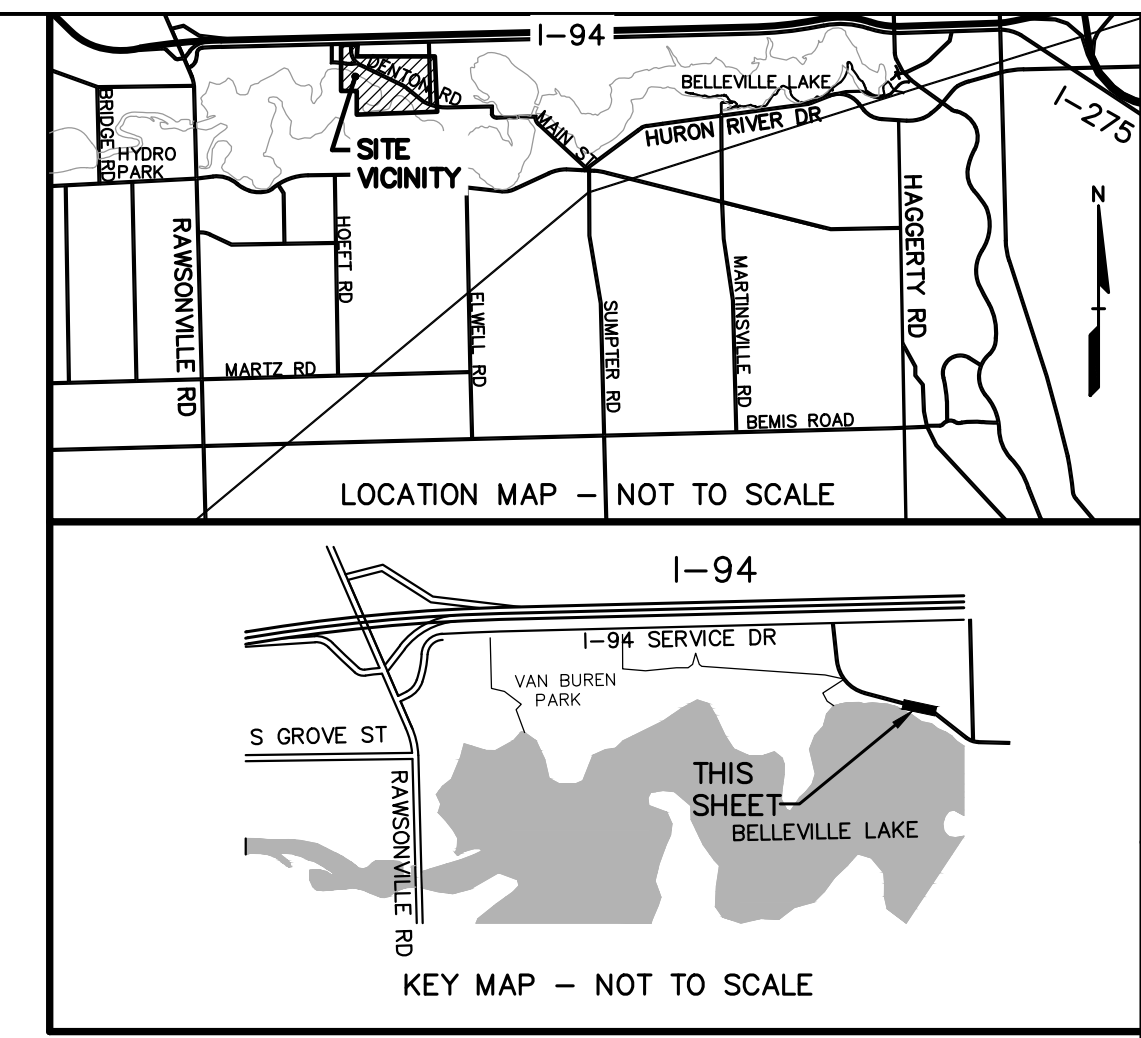 I-94
BELLEVILLE LAKE
DENTON RD
BRIDGE RD
HYDRO
PARK
SITE
VICINITY
MAIN ST
HURON RIVER DR
I-275
N
RAWSONVILLE RD
HOEFT RD
ELWELL RD
SUMPTER RD
MARTINSVILLE RD
HAGGERTY RD
MARTZ RD
BEMIS ROAD
LOCATION MAP – NOT TO SCALE
I-94
I-94 SERVICE DR
VAN BUREN
PARK
S GROVE ST
RAWSONVILLE RD
THIS
SHEET
BELLEVILLE LAKE
KEY MAP – NOT TO SCALE